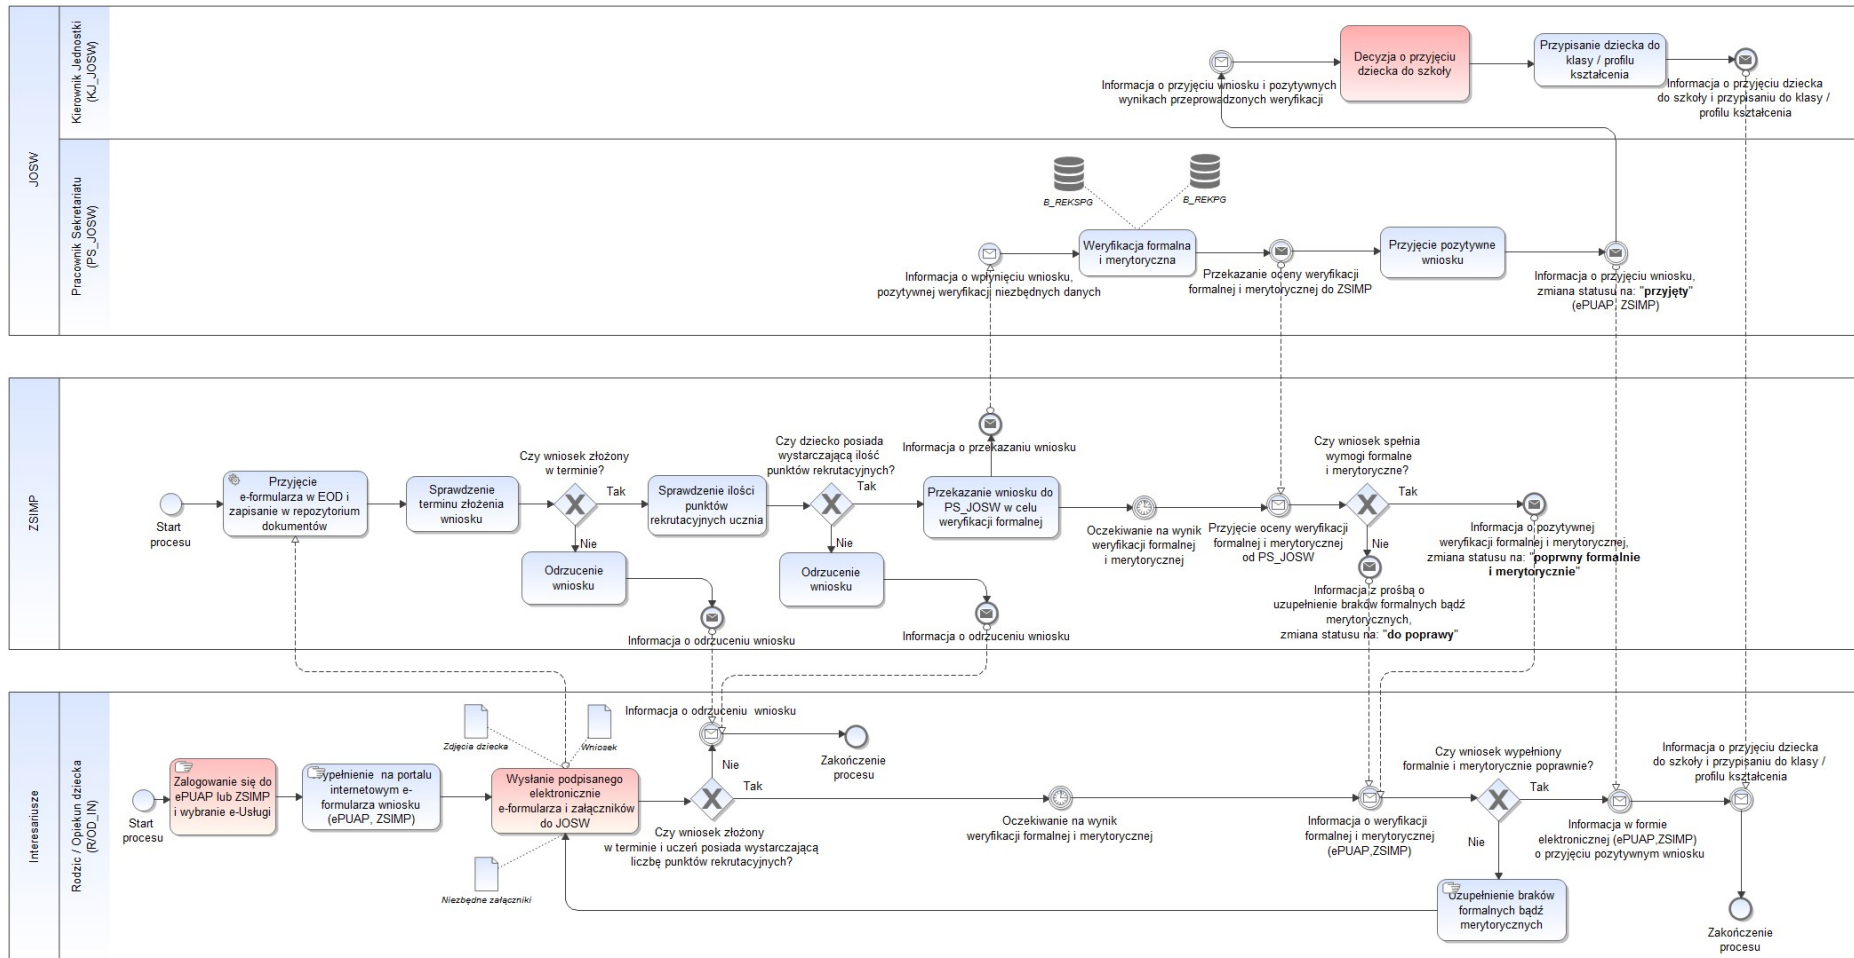 JOSW
Kierownik Jednostki
(KJ_JOSW)
Informacja o przyjęciu wniosku i pozytywnych
wynikach przeprowadzonych weryfikacji
Decyzja o przyjęciu
dziecka do szkoły
Przypisanie dziecka do
klasy / profilu
kształcenia
Informacja o przyjęciu dziecka
do szkoły i przypisaniu do klasy /
profilu kształcenia
Pracownik Sekretariatu
(PS_JOSW)
B_REKSPG
B_REKPG
Informacja o wpłynięciu wniosku,
pozytywnej weryfikacji niezbędnych danych
Weryfikacja formalna
i merytoryczna
Przekazanie oceny weryfikacji
formalnej i merytorycznej do ZSIMP
Przyjęcie pozytywne
wniosku
Informacja o przyjęciu wniosku,
zmiana statusu na: "przyjęty"
(ePUAP, ZSIMP)
ZSIMP
Start
procesu
Przyjęcie
e-formularza w EOD i
zapisanie w repozytorium
dokumentów
Sprawdzenie
terminu złożenia
wniosku
Czy wniosek złożony
w terminie?
Tak
Nie
Odrzucenie
wniosku
Informacja o odrzuceniu wniosku
Sprawdzenie ilości
punktów
rekrutacyjnych ucznia
Czy dziecko posiada
wystarczającą ilość
punktów rekrutacyjnych?
Tak
Nie
Odrzucenie
wniosku
Informacja o odrzuceniu wniosku
Informacja o przekazaniu wniosku
Przekazanie wniosku do
PS_JOSW w celu
weryfikacji formalnej
Oczekiwanie na wynik
weryfikacji formalnej
i merytorycznej
Przyjęcie oceny weryfikacji
formalnej i merytorycznej
od PS_JOSW
Czy wniosek spełnia
wymogi formalne
i merytoryczne?
Tak
Nie
Informacja z prośbą o
uzupełnienie braków formalnych bądź
merytorycznych,
zmiana statusu na: "do poprawy"
Informacja o pozytywnej
weryfikacji formalnej i merytorycznej,
zmiana statusu na: "poprwny formalnie
i merytorycznie"
Interesariusze
Rodzic / Opiekun dziecka
(R/OD_IN)
Start
procesu
Zalogowanie się do
ePUAP lub ZSIMP
i wybranie e-Usługi
Wypełnienie na portalu
internetowym e-
formularza wniosku
(ePUAP, ZSIMP)
Zdjęcia dziecka
Wniosek
Wysłanie podpisanego
elektronicznie
e-formularza i załączników
do JOSW
Niezbędne załączniki
Informacja o odrzuceniu wniosku
Zakończenie
procesu
Nie
Tak
Czy wniosek złożony
w terminie i uczeń posiada wystarczającą
liczbę punktów rekrutacyjnych?
Oczekiwanie na wynik
weryfikacji formalnej i merytorycznej
Informacja o weryfikacji
formalnej i merytorycznej
(ePUAP,ZSIMP)
Czy wniosek wypełniony
formalnie i merytorycznie poprawnie?
Tak
Nie
Uzupełnienie braków
formalnych bądź
merytorycznych
Informacja w formie
elektronicznej (ePUAP,ZSIMP)
o przyjęciu pozytywnym wniosku
Informacja o przyjęciu dziecka
do szkoły i przypisaniu do klasy /
profilu kształcenia
Zakończenie
procesu